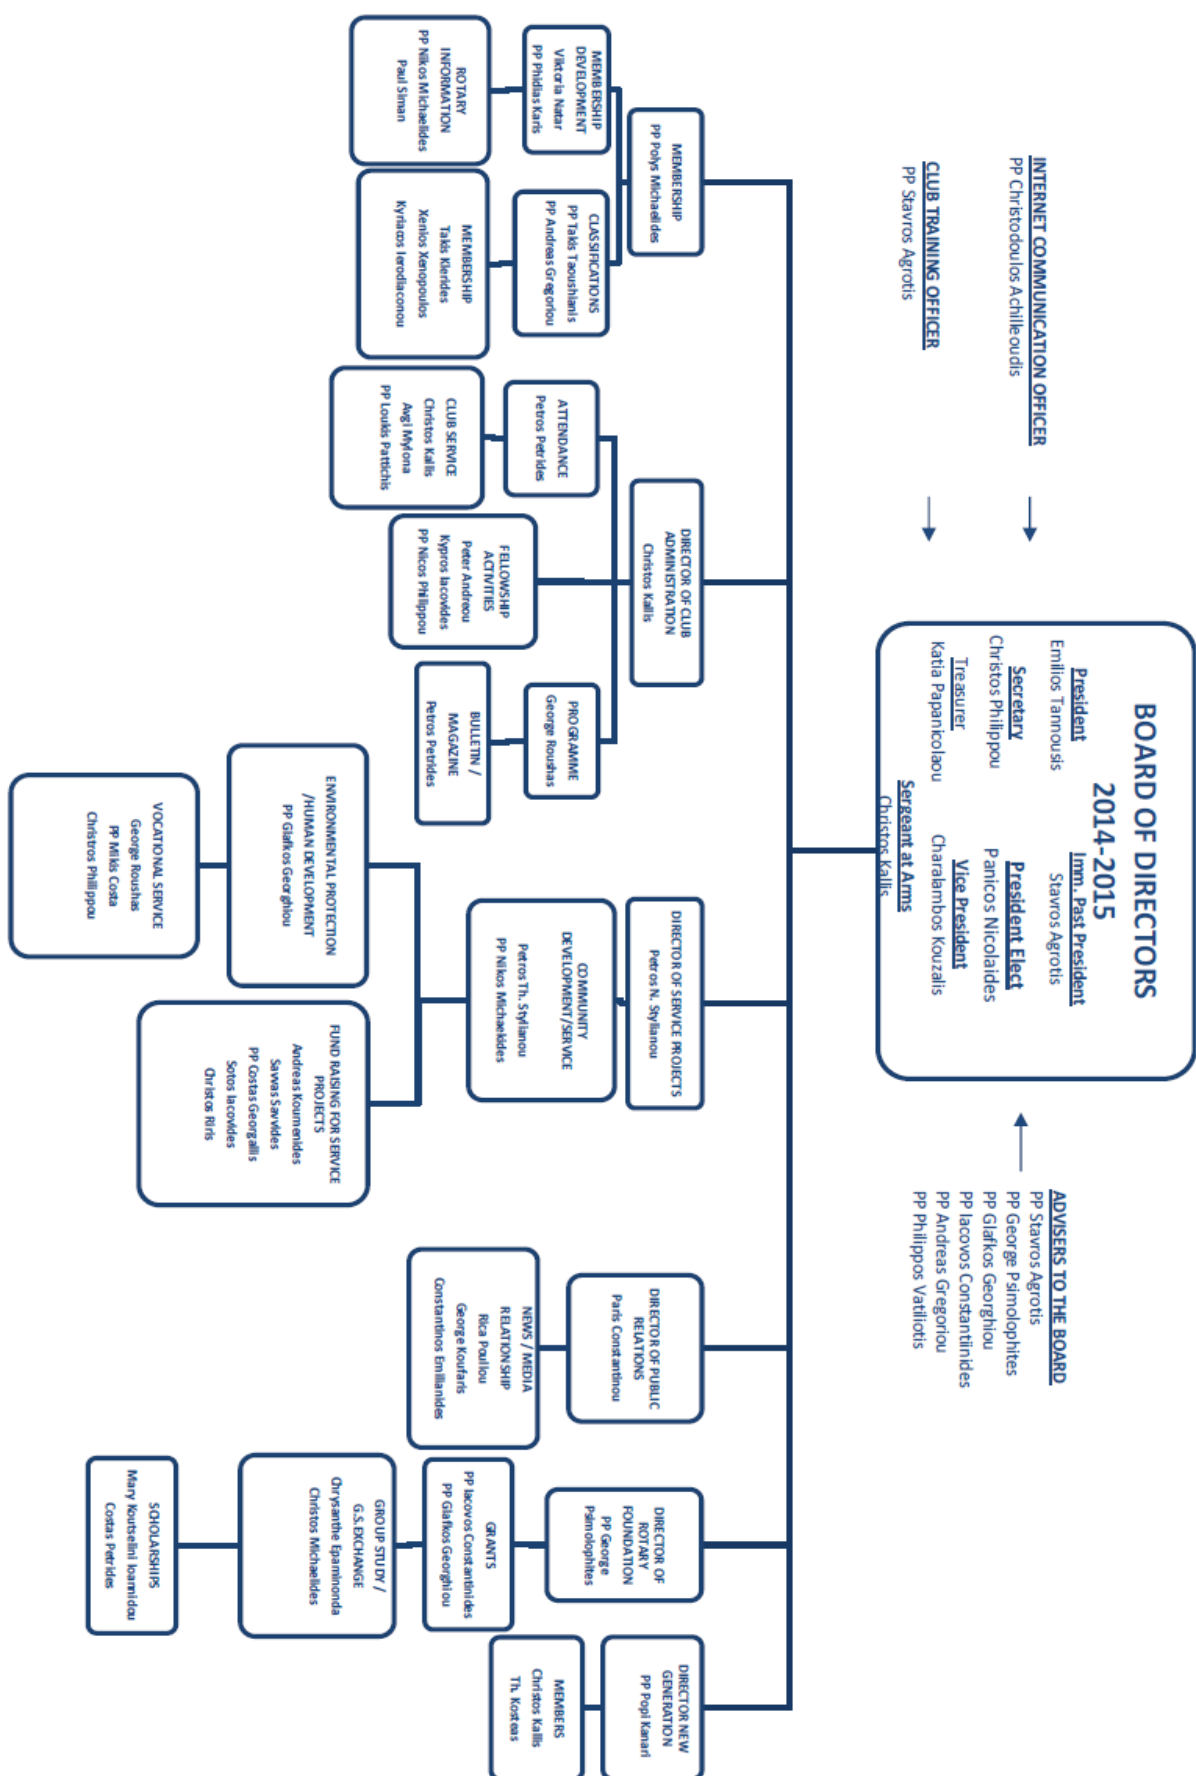 BOARD OF DIRECTORS
2014-2015
President
Emilios Tannousis
Secretary
Christos Philippou
Treasurer
Katia Papanicolaou
Imm. Past President
Stavros Agrotis
President Elect
Panicos Nicolaides
Vice President
Charalambos Kouzalis
Sergeant at Arms
Christos Kallis
INTERNET COMMUNICATION OFFICER
PP Christodoulos Achilleoudis
CLUB TRAINING OFFICER
PP Stavros Agrotis
ADVISERS TO THE BOARD
PP Stavros Agrotis
PP George Psimolophites
PP Glafkos Georghiou
PP Iacovos Constantiinides
PP Andreas Gregoriou
PP Philippos Vatiliotis
MEMBERSHIP
PP Polys Michaelides
MEMBERSHIP
DEVELOPMENT
Viktoria Natar
PP Phidias Karis
ROTARY
INFORMATION
PP Nikos Michaelides
Paul Siman
CLASSIFICATIONS
PP Takis Taoushianis
PP Andreas Gregoriou
MEMBERSHIP
Takis Klerides
Xenios Xenopoulos
Kyriacos Ierodiaconou
DIRECTOR OF CLUB
ADMINISTRATION
Christos Kallis
ATTENDANCE
Petros Petrides
CLUB SERVICE
Christos Kallis
Avgi Mylona
PP Loukis Pattichis
FELLOWSHIP
ACTIVITIES
Peter Andreou
Kypros Iacovides
PP Nicos Philippou
PROGRAMME
George Roushas
BULLETIN /
MAGAZINE
Petros Petrides
DIRECTOR OF SERVICE PROJECTS
Petros N. Stylianou
COMMUNITY
DEVELOPMENT/SERVICE
Petros Th. Stylianou
PP Nikos Michaekides
ENVIRONMENTAL PROTECTION
/HUMAN DEVELOPMENT
PP Glafkos Georghiou
VOCATIONAL SERVICE
George Roushas
PP Mikis Costa
Christros Philippou
FUND RAISING FOR SERVICE
PROJECTS
Andreas Koumenides
Savvas Savvides
PP Costas Georgallis
Sotos Iacovides
Christos Riris
DIRECTOR OF PUBLIC
RELATIONS
Paris Constantinou
NEWS / MEDIA
RELATIONSHIP
Rica Poullou
George Koufaris
Constantinos Emilianides
DIRECTOR OF
ROTARY
FOUNDATION
PP George
Psimolophites
GRANTS
PP Iacovos Constantinides
PP Glafkos Georghiou
GROUP STUDY /
G.S.EXCHANGE
Chrysanthe Epaminonda
Christos Michaelides
SCHOLARSHIPS
Mary Koutselini Ioannidou
Costas Petrides
DIRECTOR NEW
GENERATION
PP Popi Kanari
MEMBERS
Christos Kallis
Th. Kosteas